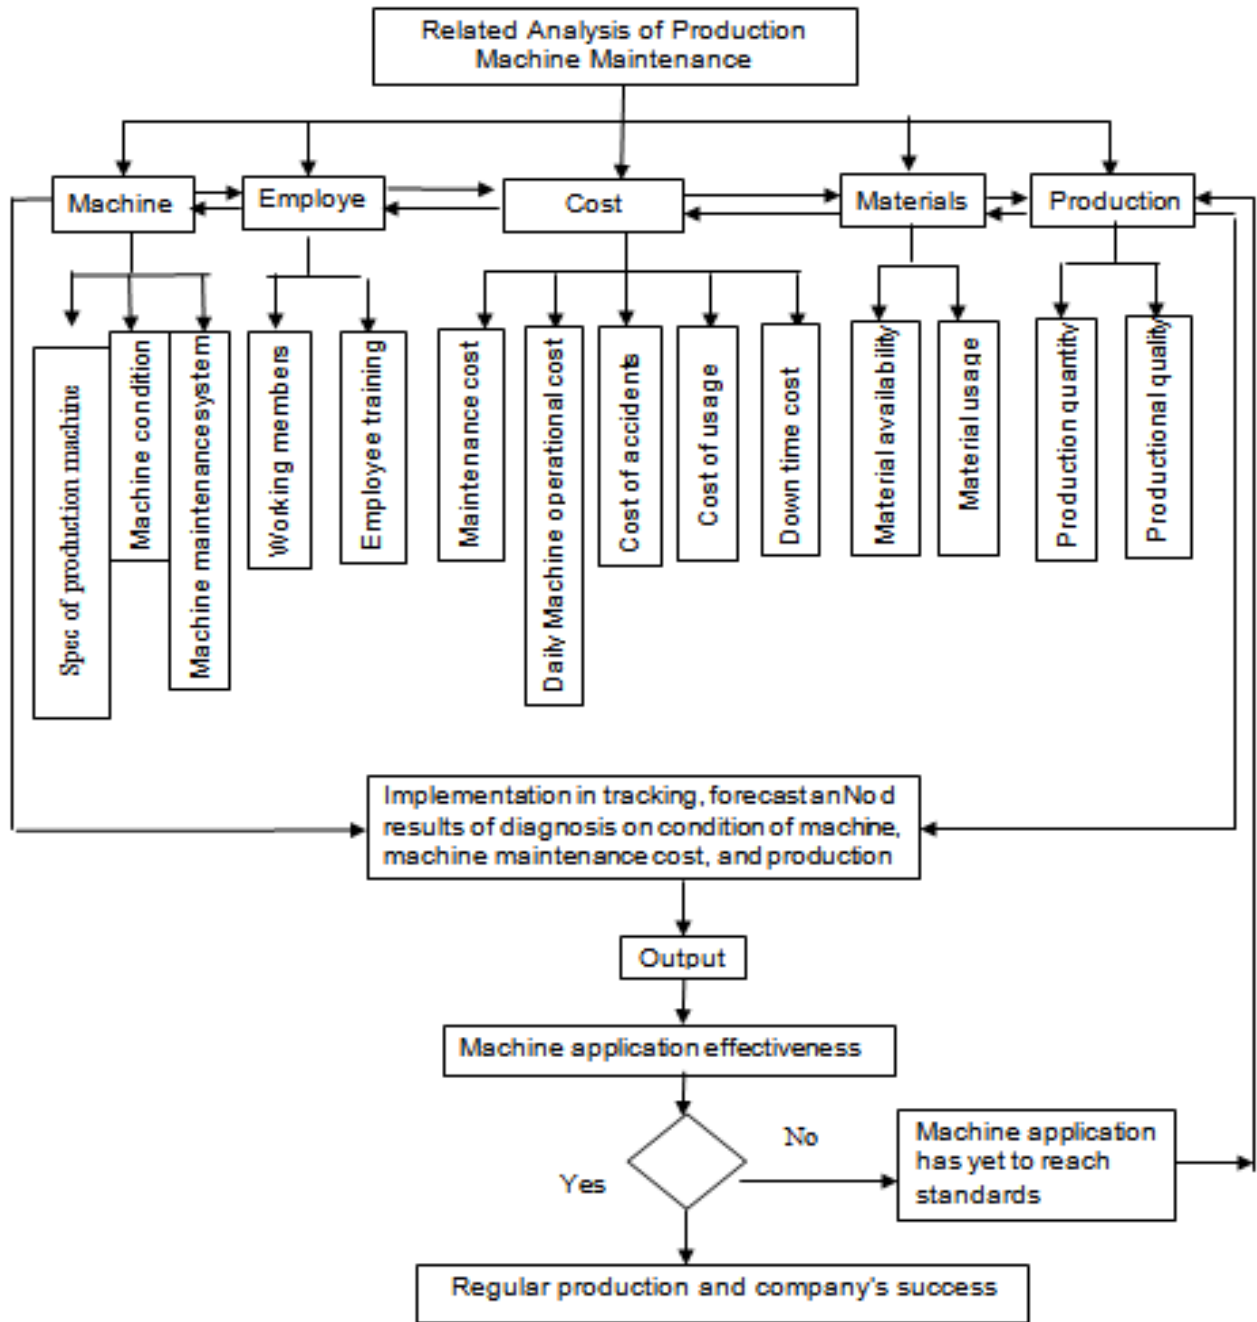 Related Analysis of Production
Machine Maintenance
Machine
Employe
Cost
Materials
Production
Spec of production machine
Machine condition
Machine maintenance system
Working members
Employee training
Maintenance cost
Daily Machine operational cost
Cost of accidents
Cost of usage
Down time cost
Material availability
Material usage
Production quantity
Productional quality
Implementation in tracking, forecast anNo d
results of diagnosis on condition of machine,
machine maintenance cost, and production
Output
Machine application effectiveness
No
Yes
Machine application
has yet to reach
standards
Regular production and company's success